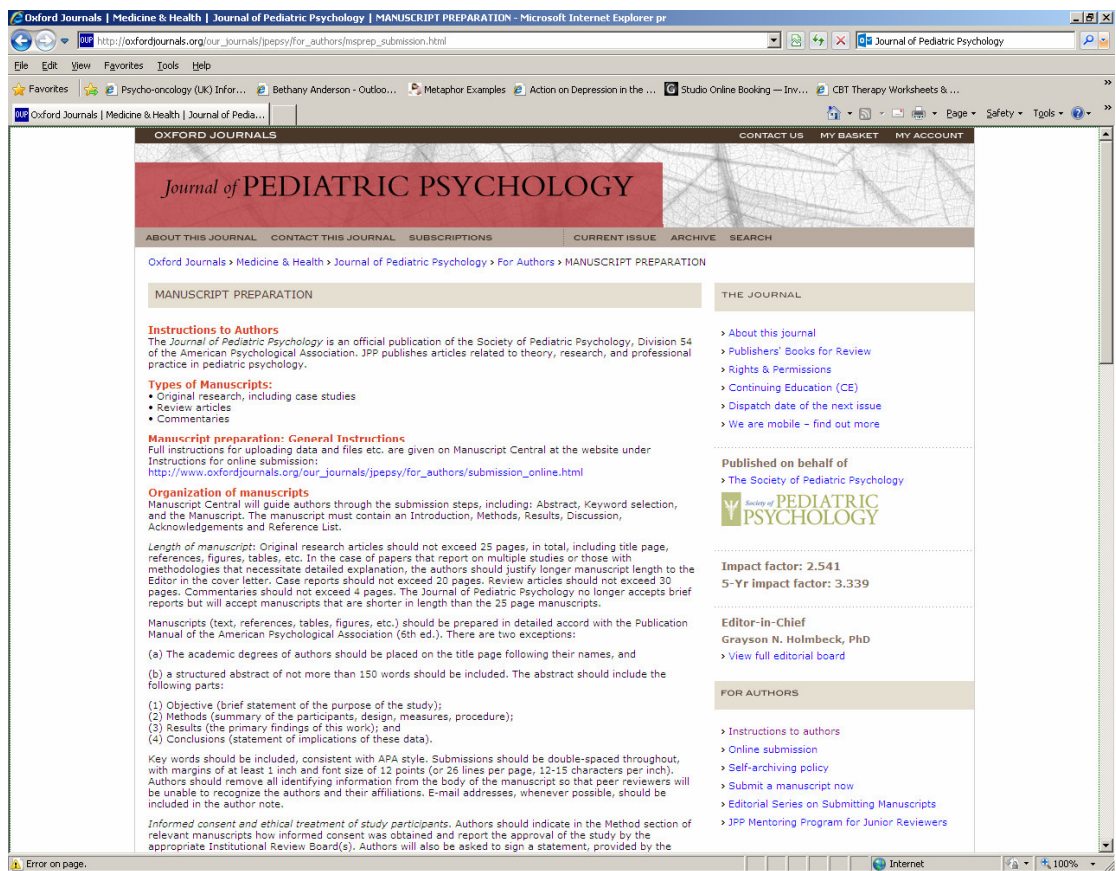 Oxford Journals | Medicine & Health | Journal of Pediatric Psychology | MANUSCRIPT PREPARATION - Microsoft Internet Explorer pr
OUP http://oxfordjournals.org/our_journals/jpepsy/for_authors/msprep_submission.html
Journal of Pediatric Psychology
File Edit View Favorites Tools Help
Favorites Psycho-oncology (UK) Infor... Bethany Anderson - Outloo... Metaphor Examples Action on Depression in the ... G Studio Online Booking — Inv... CBT Therapy Worksheets & ... »
OUP Oxford Journals | Medicine & Health | Journal of Pedia...
Page Safety Tools »
OXFORD JOURNALS
CONTACT US MY BASKET MY ACCOUNT
Journal of PEDIATRIC PSYCHOLOGY
ABOUT THIS JOURNAL CONTACT THIS JOURNAL SUBSCRIPTIONS CURRENT ISSUE ARCHIVE SEARCH
Oxford Journals > Medicine & Health > Journal of Pediatric Psychology > For Authors > MANUSCRIPT PREPARATION
MANUSCRIPT PREPARATION
Instructions to Authors
The Journal of Pediatric Psychology is an official publication of the Society of Pediatric Psychology, Division 54
of the American Psychological Association. JPP publishes articles related to theory, research, and professional
practice in pediatric psychology.
Types of Manuscripts:
• Original research, including case studies
• Review articles
• Commentaries
Manuscript preparation: General Instructions
Full instructions for uploading data and files etc. are given on Manuscript Central at the website under
Instructions for online submission:
http://www.oxfordjournals.org/our_journals/jpepsy/for_authors/submission_online.html
Organization of manuscripts
Manuscript Central will guide authors through the submission steps, including: Abstract, Keyword selection,
and the Manuscript. The manuscript must contain an Introduction, Methods, Results, Discussion,
Acknowledgements and Reference List.
Length of manuscript: Original research articles should not exceed 25 pages, in total, including title page,
references, figures, tables, etc. In the case of papers that report on multiple studies or those with
methodologies that necessitate detailed explanation, the authors should justify longer manuscript length to the
Editor in the cover letter. Case reports should not exceed 20 pages. Review articles should not exceed 30
pages. Commentaries should not exceed 4 pages. The Journal of Pediatric Psychology no longer accepts brief
reports but will accept manuscripts that are shorter in length than the 25 page manuscripts.
Manuscripts (text, references, tables, figures, etc.) should be prepared in detailed accord with the Publication
Manual of the American Psychological Association (6th ed.). There are two exceptions:
(a) The academic degrees of authors should be placed on the title page following their names, and
(b) a structured abstract of not more than 150 words should be included. The abstract should include the
following parts:
(1) Objective (brief statement of the purpose of the study);
(2) Methods (summary of the participants, design, measures, procedure);
(3) Results (the primary findings of this work); and
(4) Conclusions (statement of implications of these data).
Key words should be included, consistent with APA style. Submissions should be double-spaced throughout,
with margins of at least 1 inch and font size of 12 points (or 26 lines per page, 12-15 characters per inch).
Authors should remove all identifying information from the body of the manuscript so that peer reviewers will
be unable to recognize the authors and their affiliations. E-mail addresses, whenever possible, should be
included in the author note.
Informed consent and ethical treatment of study participants. Authors should indicate in the Method section of
relevant manuscripts how informed consent was obtained and report the approval of the study by the
appropriate Institutional Review Board(s). Authors will also be asked to sign a statement, provided by the
THE JOURNAL
> About this journal
> Publishers' Books for Review
> Rights & Permissions
> Continuing Education (CE)
> Dispatch date of the next issue
> We are mobile – find out more
Published on behalf of
> The Society of Pediatric Psychology
Society of PEDIATRIC
PSYCHOLOGY
Impact factor: 2.541
5-Yr impact factor: 3.339
Editor-in-Chief
Grayson N. Holmbeck, PhD
> View full editorial board
FOR AUTHORS
> Instructions to authors
> Online submission
> Self-archiving policy
> Submit a manuscript now
> Editorial Series on Submitting Manuscripts
> JPP Mentoring Program for Junior Reviewers
Error on page.
Internet
100%